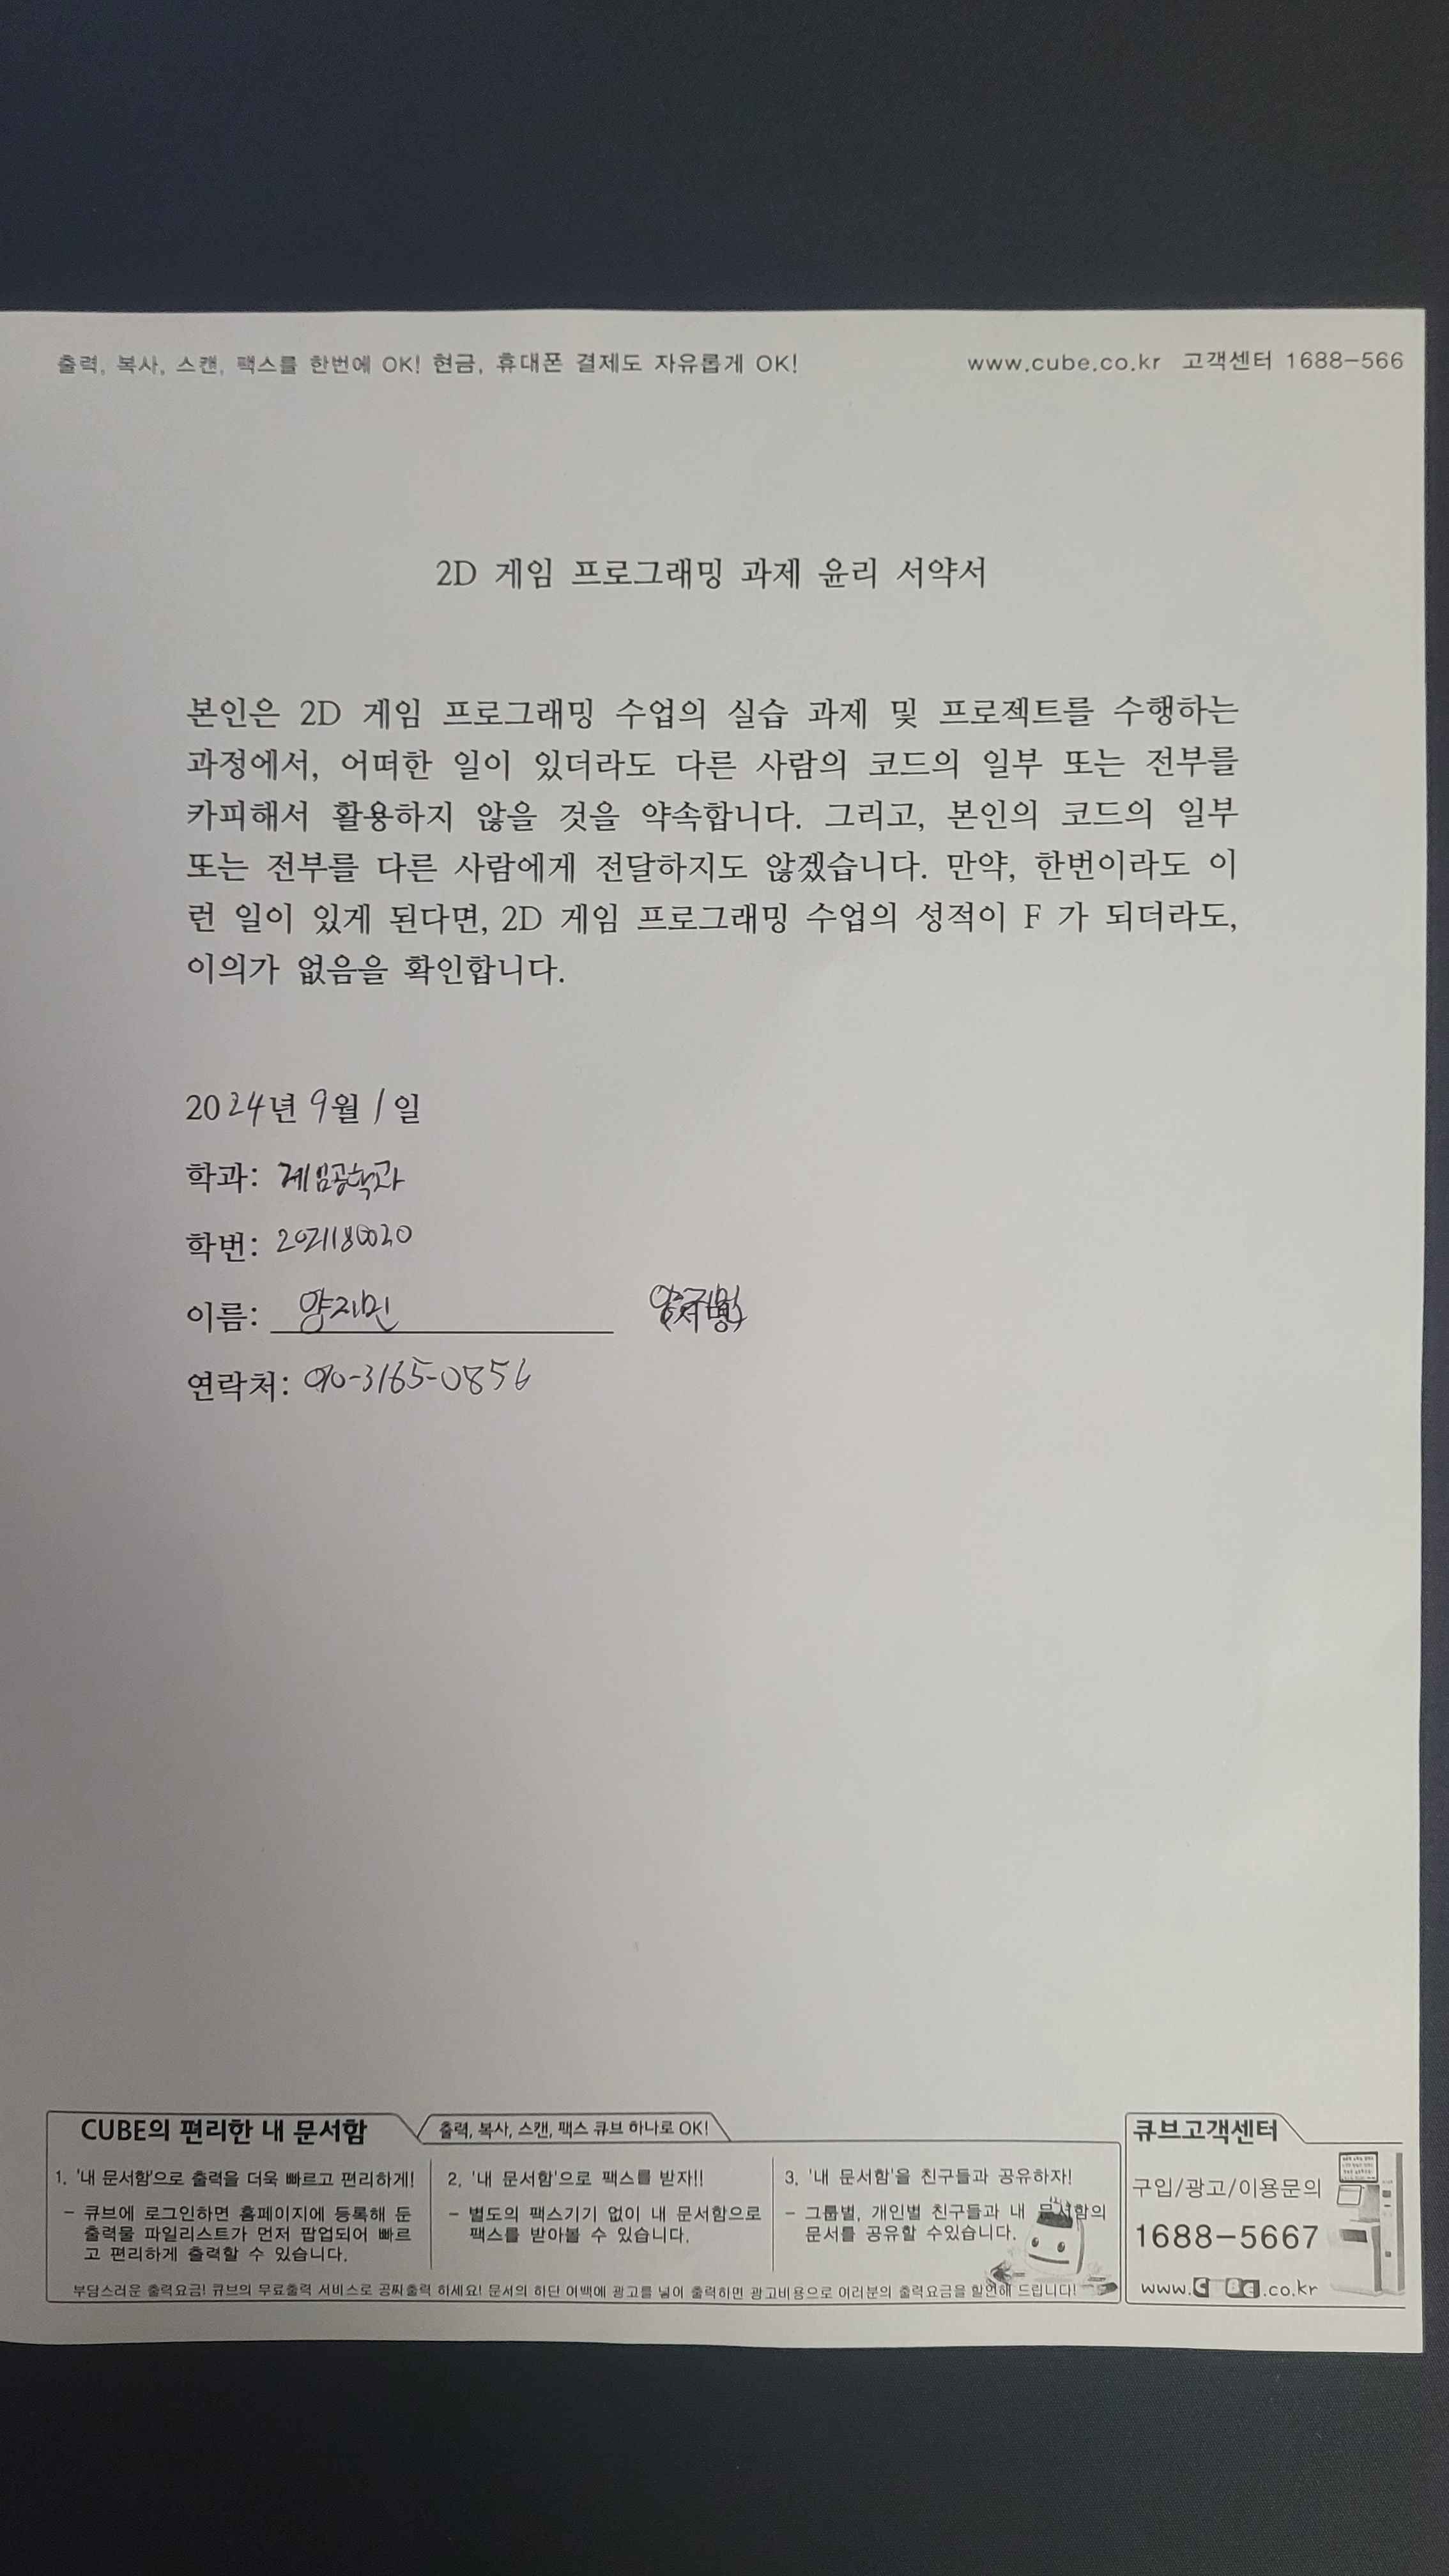 출력, 복사, 스캔, 팩스를 한번에 OK! 현금, 휴대폰 결제도 자유롭게 OK! www.cube.co.kr 고객센터 1688-566
2D 게임 프로그래밍 과제 윤리 서약서
본인은 2D 게임 프로그래밍 수업의 실습 과제 및 프로젝트를 수행하는
과정에서, 어떠한 일이 있더라도 다른 사람의 코드의 일부 또는 전부를
카피해서 활용하지 않을 것을 약속합니다. 그리고, 본인의 코드의 일부
또는 전부를 다른 사람에게 전달하지도 않겠습니다. 만약, 한번이라도 이
런 일이 있게 된다면, 2D 게임 프로그래밍 수업의 성적이 F 가 되더라도,
이의가 없음을 확인합니다.
2024년 9월 1일
학과: 게임공학과
학번: 2021180020
이름: 양지민 (서명)
연락처: 010-3165-0856
CUBE의 편리한 내 문서함 출력, 복사, 스캔, 팩스 큐브 하나로 OK!
1. '내 문서함'으로 출력을 더욱 빠르고 편리하게!
- 큐브에 로그인하면 홈페이지에 등록해 둔
출력물 파일리스트가 먼저 팝업되어 빠르
고 편리하게 출력할 수 있습니다.
2. '내 문서함'으로 팩스를 받자!!
- 별도의 팩스기기 없이 내 문서함으로
팩스를 받아볼 수 있습니다.
3. '내 문서함'을 친구들과 공유하자!
- 그룹별, 개인별 친구들과 내 문서함의
문서를 공유할 수있습니다.
부담스러운 출력요금! 큐브의 무료출력 서비스로 공짜출력 하세요! 문서의 하단 여백에 광고를 넣어 출력하면 광고비용으로 여러분의 출력요금을 할인해 드립니다!
큐브고객센터
구입/광고/이용문의
1688-5667
www.CUBE.co.kr